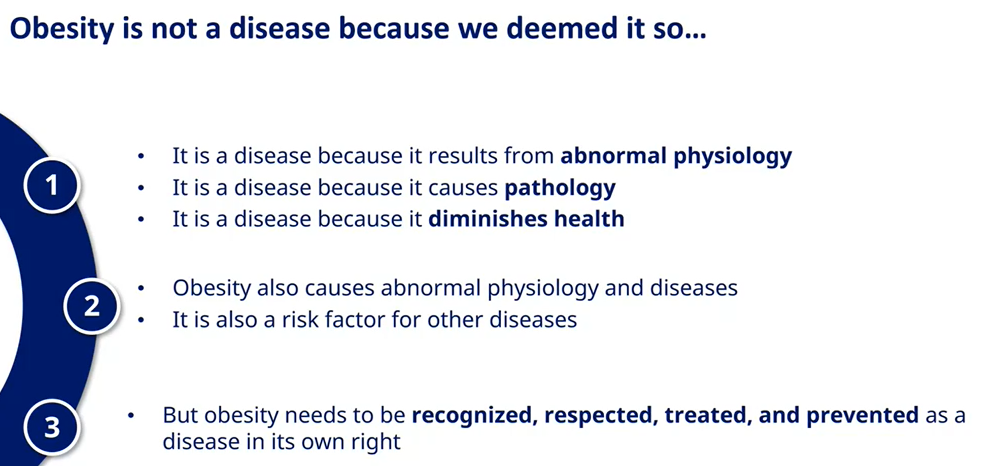 Obesity is not a disease because we deemed it so...
1
• It is a disease because it results from abnormal physiology
• It is a disease because it causes pathology
• It is a disease because it diminishes health
2
• Obesity also causes abnormal physiology and diseases
• It is also a risk factor for other diseases
3
• But obesity needs to be recognized, respected, treated, and prevented as a
disease in its own right